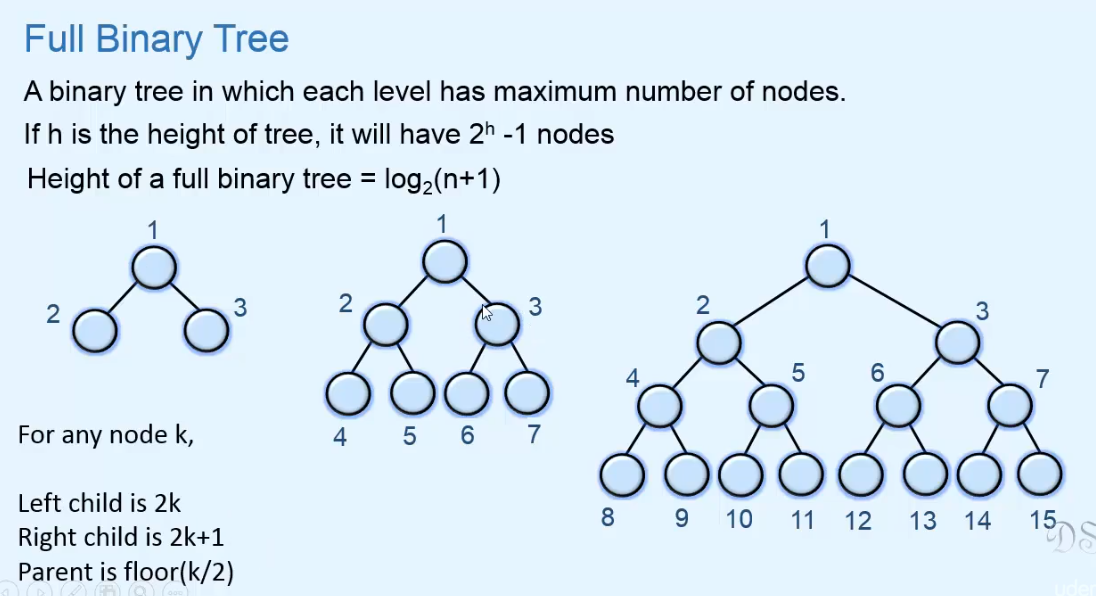 Full Binary Tree
A binary tree in which each level has maximum number of nodes.
If h is the height of tree, it will have 2ʰ -1 nodes
Height of a full binary tree = log₂(n+1)
1
2 3
1
2 3
4 5 6 7
1
2 3
4 5 6 7
8 9 10 11 12 13 14 15
For any node k,
Left child is 2k
Right child is 2k+1
Parent is floor(k/2)